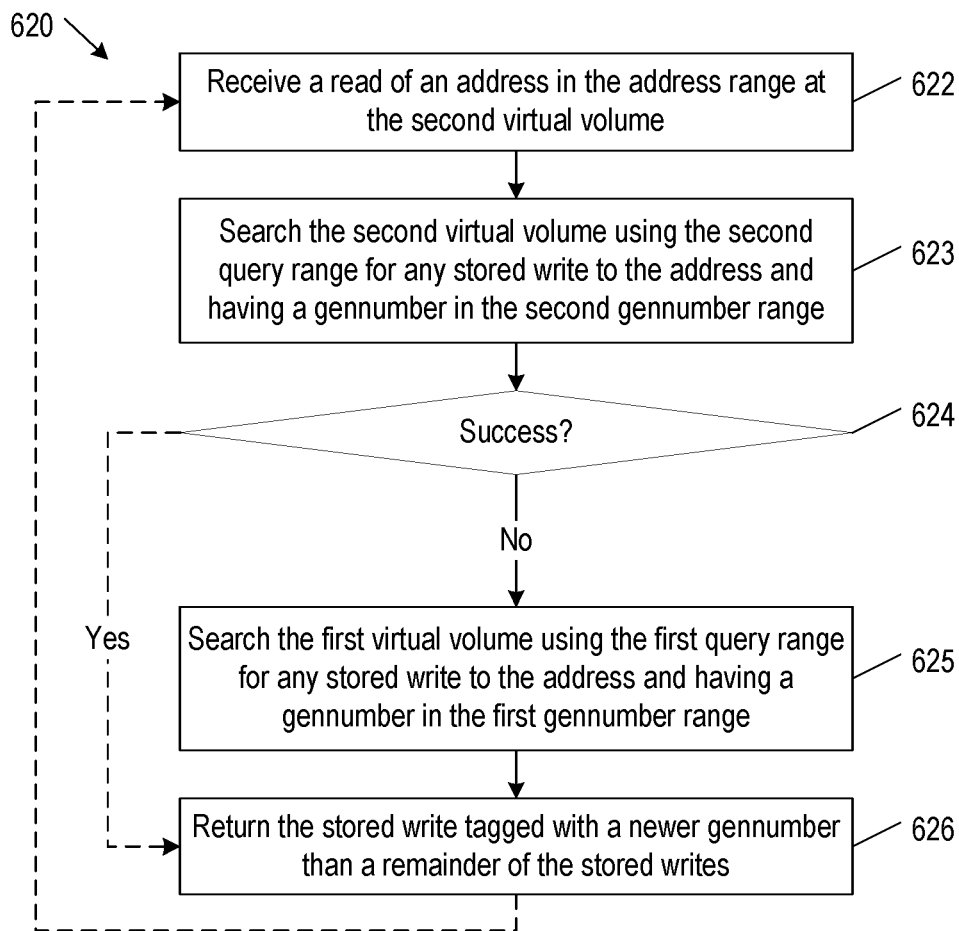 620
Receive a read of an address in the address range at
the second virtual volume
622
Search the second virtual volume using the second
query range for any stored write to the address and
having a gennumber in the second gennumber range
623
Success?
624
No
Yes
Search the first virtual volume using the first query range
for any stored write to the address and having a
gennumber in the first gennumber range
625
Return the stored write tagged with a newer gennumber
than a remainder of the stored writes
626